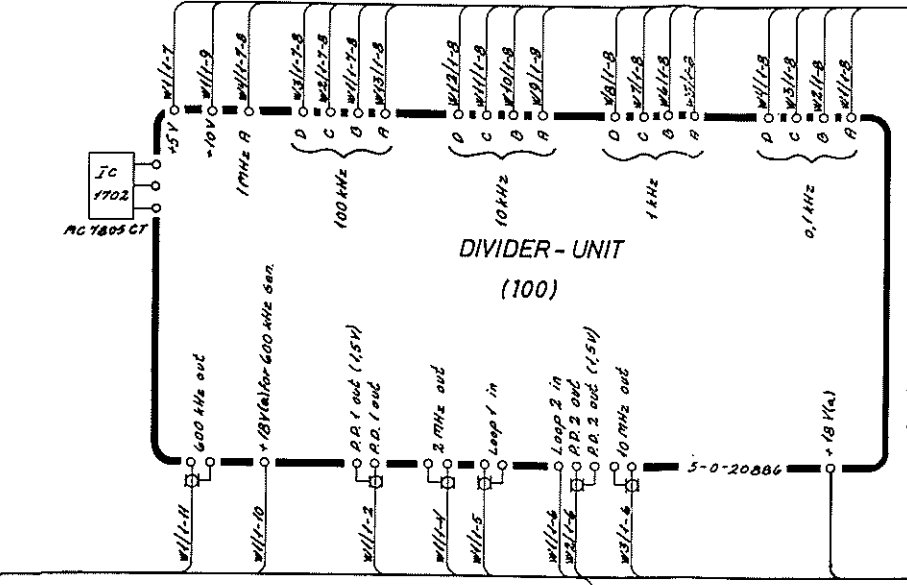 W1/1-7
W1/1-9
W4/1-7-8
W3/1-7-8
W2/1-7-8
W1/1-7-8
W13/1-8
W12/1-8
W11/1-8
W10/1-8
W9/1-8
W8/1-8
W7/1-8
W6/1-8
W4/1-8
W3/1-8
W2/1-8
W1/1-8
+5V
+10V
1MHz A
D
C
B
A
D
C
B
A
D
C
B
A
D
C
B
A
100 kHz
10 kHz
1 kHz
0,1 kHz
IC
1702
MC 7805 CT
DIVIDER - UNIT
(100)
600 kHz out
+18V(a) for 600 kHz Gen.
P.D. 1 out (1,5V)
P.D. 1 out
2 MHz out
Loop 1 in
Loop 2 in
P.D. 2 out
P.D. 2 out (1,5V)
10 MHz out
5-0-20886
+18 V(a)
W1/1-11
W1/1-10
W1/1-2
W1/1-4
W1/1-5
W1/1-6
W2/1-6
W3/1-6